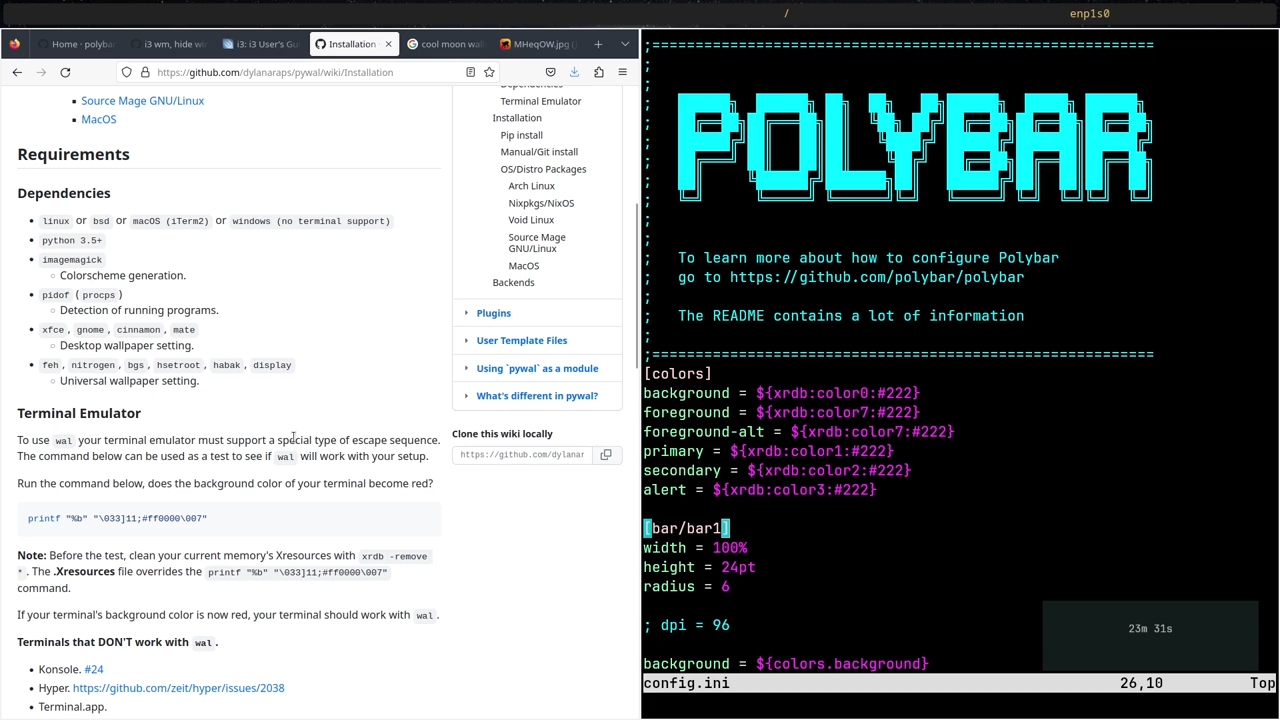 /
enp1s0
Home · polybar
i3 wm, hide win
i3: i3 User's Gu
Installation
cool moon wal
MHeqOW.jpg (
https://github.com/dylanaraps/pywal/wiki/Installation
Source Mage GNU/Linux
MacOS
Requirements
Dependencies
linux or bsd or macOS (iTerm2) or windows (no terminal support)
python 3.5+
imagemagick
Colorscheme generation.
pidof (procps)
Detection of running programs.
xfce, gnome, cinnamon, mate
Desktop wallpaper setting.
feh, nitrogen, bgs, hsetroot, habak, display
Universal wallpaper setting.
Terminal Emulator
To use wal your terminal emulator must support a special type of escape sequence.
The command below can be used as a test to see if wal will work with your setup.
Run the command below, does the background color of your terminal become red?
printf "%b" "\033]11;#ff0000\007"
Note: Before the test, clean your current memory's Xresources with xrdb -remove
*. The .Xresources file overrides the printf "%b" "\033]11;#ff0000\007"
command.
If your terminal's background color is now red, your terminal should work with wal.
Terminals that DON'T work with wal.
Konsole. #24
Hyper. https://github.com/zeit/hyper/issues/2038
Terminal.app.
Dependencies
Terminal Emulator
Installation
Pip install
Manual/Git install
OS/Distro Packages
Arch Linux
Nixpkgs/NixOS
Void Linux
Source Mage
GNU/Linux
MacOS
Backends
Plugins
User Template Files
Using `pywal` as a module
What's different in pywal?
Clone this wiki locally
https://github.com/dylanar
;==========================================================
;
;
; POLYBAR
;
;
;
;
;
;
;
; To learn more about how to configure Polybar
; go to https://github.com/polybar/polybar
;
; The README contains a lot of information
;
;==========================================================
[colors]
background = ${xrdb:color0:#222}
foreground = ${xrdb:color7:#222}
foreground-alt = ${xrdb:color7:#222}
primary = ${xrdb:color1:#222}
secondary = ${xrdb:color2:#222}
alert = ${xrdb:color3:#222}
[bar/bar1]
width = 100%
height = 24pt
radius = 6
; dpi = 96
background = ${colors.background}
config.ini 26,10 Top
23m 31s